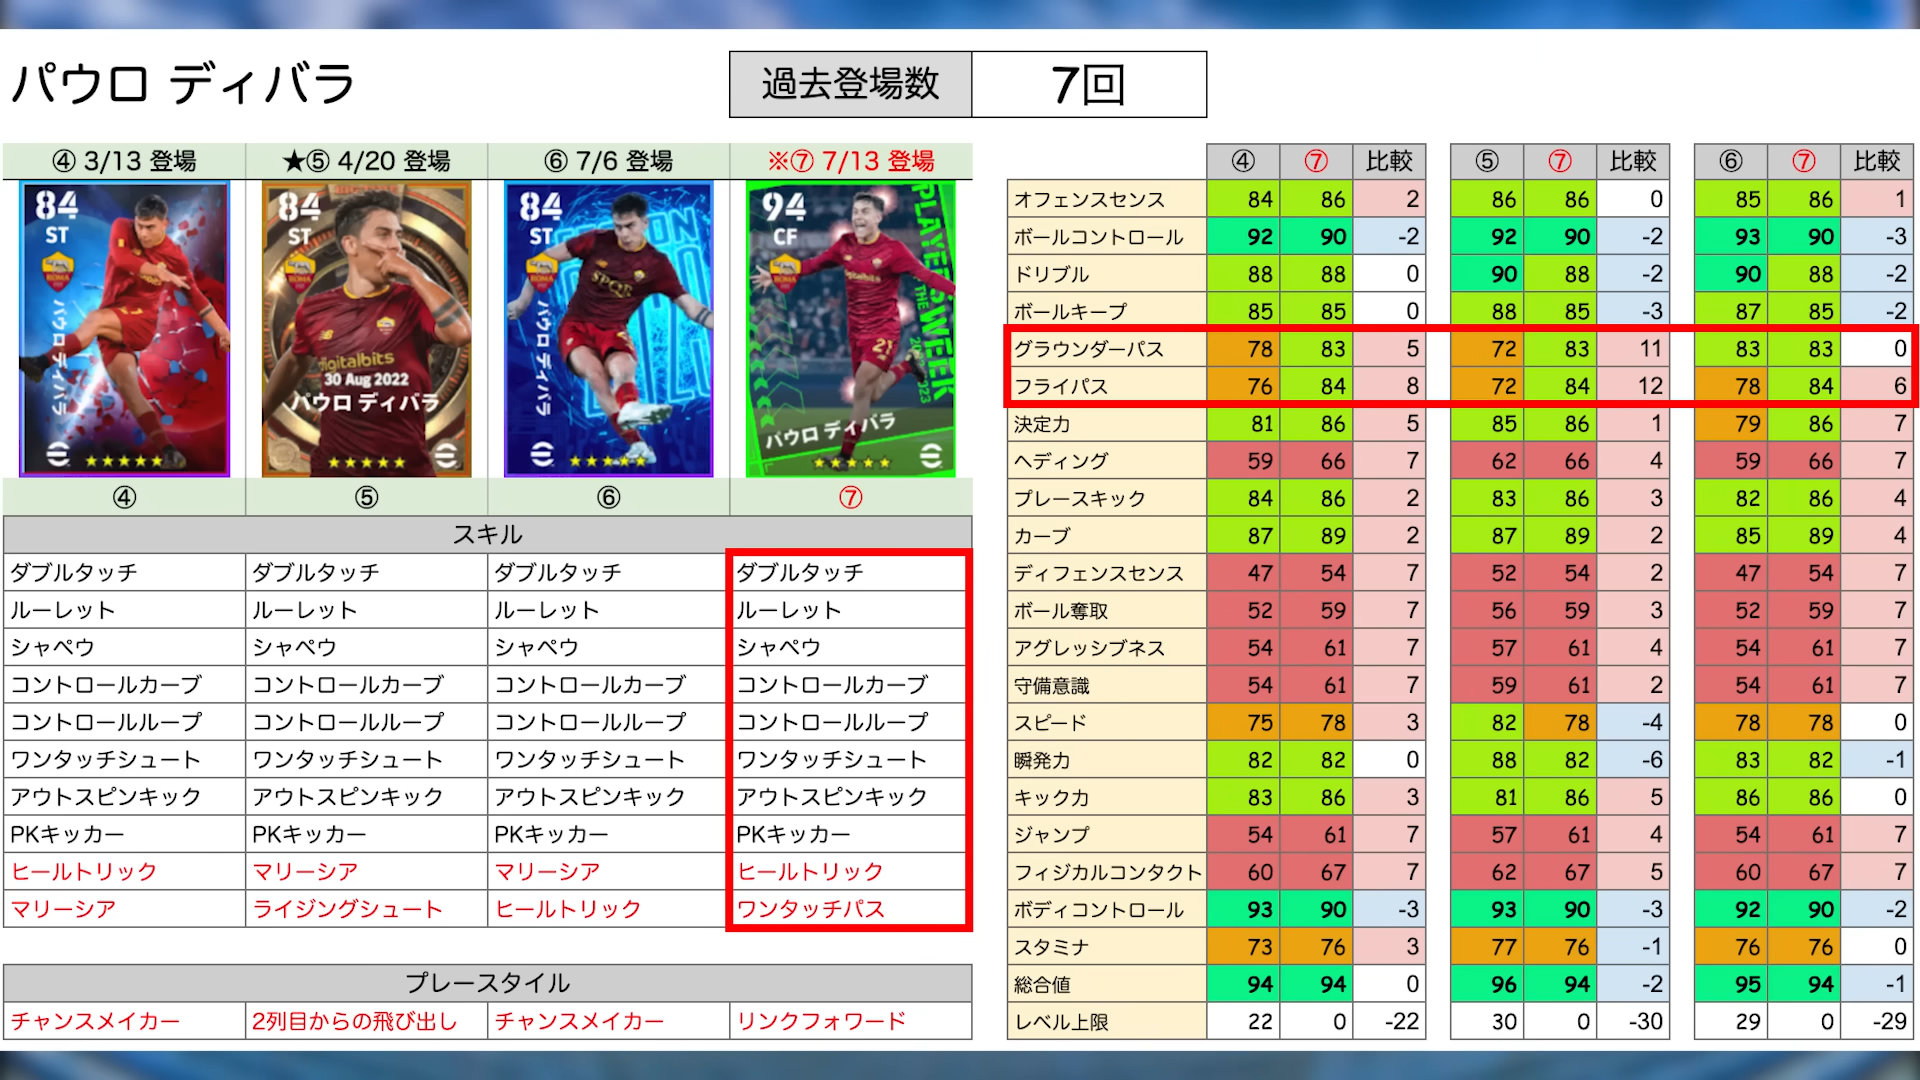 パウロ ディバラ
過去登場数 7回
④ 3/13 登場 ★⑤ 4/20 登場 ⑥ 7/6 登場 ※⑦ 7/13 登場
84 ST ROMA パウロ ディバラ ★★★★★
84 ST ROMA digitalbits 30 Aug 2022 パウロ ディバラ ★★★★★
84 ST ROMA SPQR パウロ ディバラ ★★★★★
94 CF ROMA digitalbits 21 PLAYERS OF THE WEEK パウロ ディバラ ★★★★★
④ ⑤ ⑥ ⑦
スキル
ダブルタッチ ダブルタッチ ダブルタッチ ダブルタッチ
ルーレット ルーレット ルーレット ルーレット
シャペウ シャペウ シャペウ シャペウ
コントロールカーブ コントロールカーブ コントロールカーブ コントロールカーブ
コントロールループ コントロールループ コントロールループ コントロールループ
ワンタッチシュート ワンタッチシュート ワンタッチシュート ワンタッチシュート
アウトスピンキック アウトスピンキック アウトスピンキック アウトスピンキック
PKキッカー PKキッカー PKキッカー PKキッカー
ヒールトリック マリーシア マリーシア ヒールトリック
マリーシア ライジングシュート ヒールトリック ワンタッチパス
プレースタイル
チャンスメイカー 2列目からの飛び出し チャンスメイカー リンクフォワード
④ ⑦ 比較 ⑤ ⑦ 比較 ⑥ ⑦ 比較
オフェンスセンス 84 86 2 86 86 0 85 86 1
ボールコントロール 92 90 -2 92 90 -2 93 90 -3
ドリブル 88 88 0 90 88 -2 90 88 -2
ボールキープ 85 85 0 88 85 -3 87 85 -2
グラウンダーパス 78 83 5 72 83 11 83 83 0
フライパス 76 84 8 72 84 12 78 84 6
決定力 81 86 5 85 86 1 79 86 7
ヘディング 59 66 7 62 66 4 59 66 7
プレースキック 84 86 2 83 86 3 82 86 4
カーブ 87 89 2 87 89 2 85 89 4
ディフェンスセンス 47 54 7 52 54 2 47 54 7
ボール奪取 52 59 7 56 59 3 52 59 7
アグレッシブネス 54 61 7 57 61 4 54 61 7
守備意識 54 61 7 59 61 2 54 61 7
スピード 75 78 3 82 78 -4 78 78 0
瞬発力 82 82 0 88 82 -6 83 82 -1
キック力 83 86 3 81 86 5 86 86 0
ジャンプ 54 61 7 57 61 4 54 61 7
フィジカルコンタクト 60 67 7 62 67 5 60 67 7
ボディコントロール 93 90 -3 93 90 -3 92 90 -2
スタミナ 73 76 3 77 76 -1 76 76 0
総合値 94 94 0 96 94 -2 95 94 -1
レベル上限 22 0 -22 30 0 -30 29 0 -29